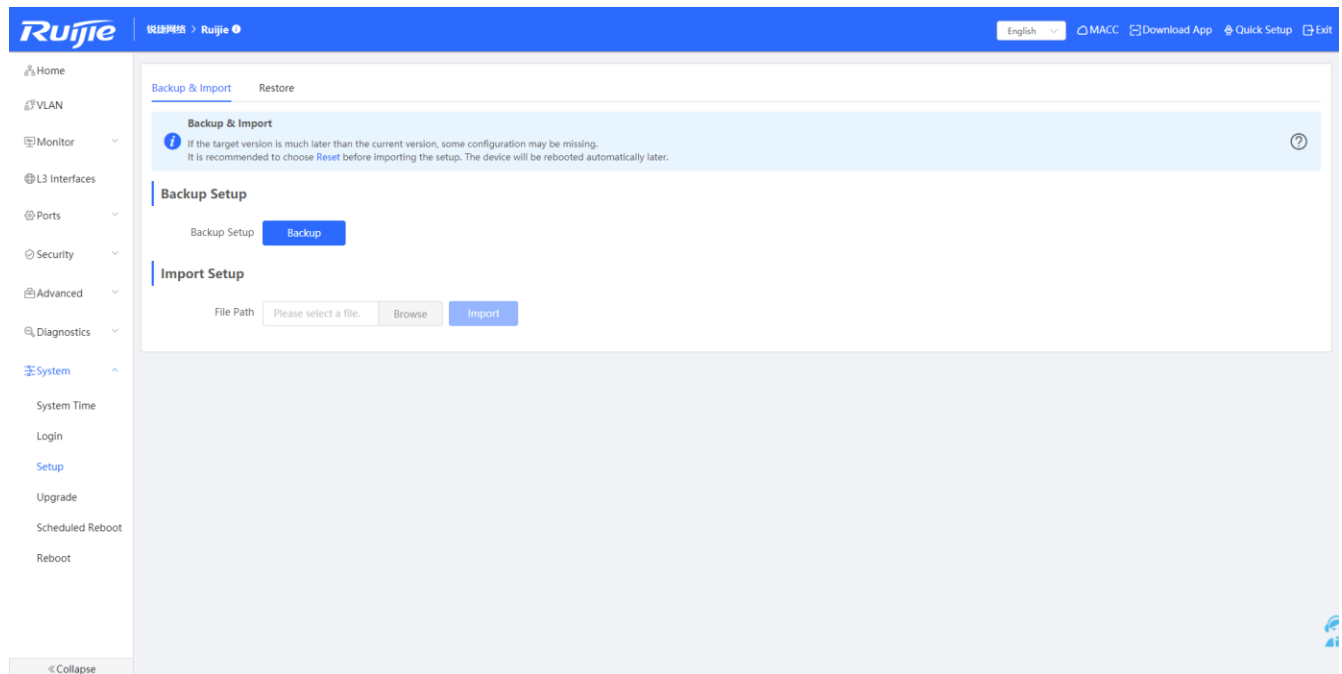 Ruijie
锐捷网络 > Ruijie
English
MACC
Download App
Quick Setup
Exit
Home
VLAN
Monitor
L3 Interfaces
Ports
Security
Advanced
Diagnostics
System
System Time
Login
Setup
Upgrade
Scheduled Reboot
Reboot
«Collapse
Backup & Import
Restore
Backup & Import
If the target version is much later than the current version, some configuration may be missing.
It is recommended to choose Reset before importing the setup. The device will be rebooted automatically later.
Backup Setup
Backup Setup
Backup
Import Setup
File Path
Please select a file.
Browse
Import